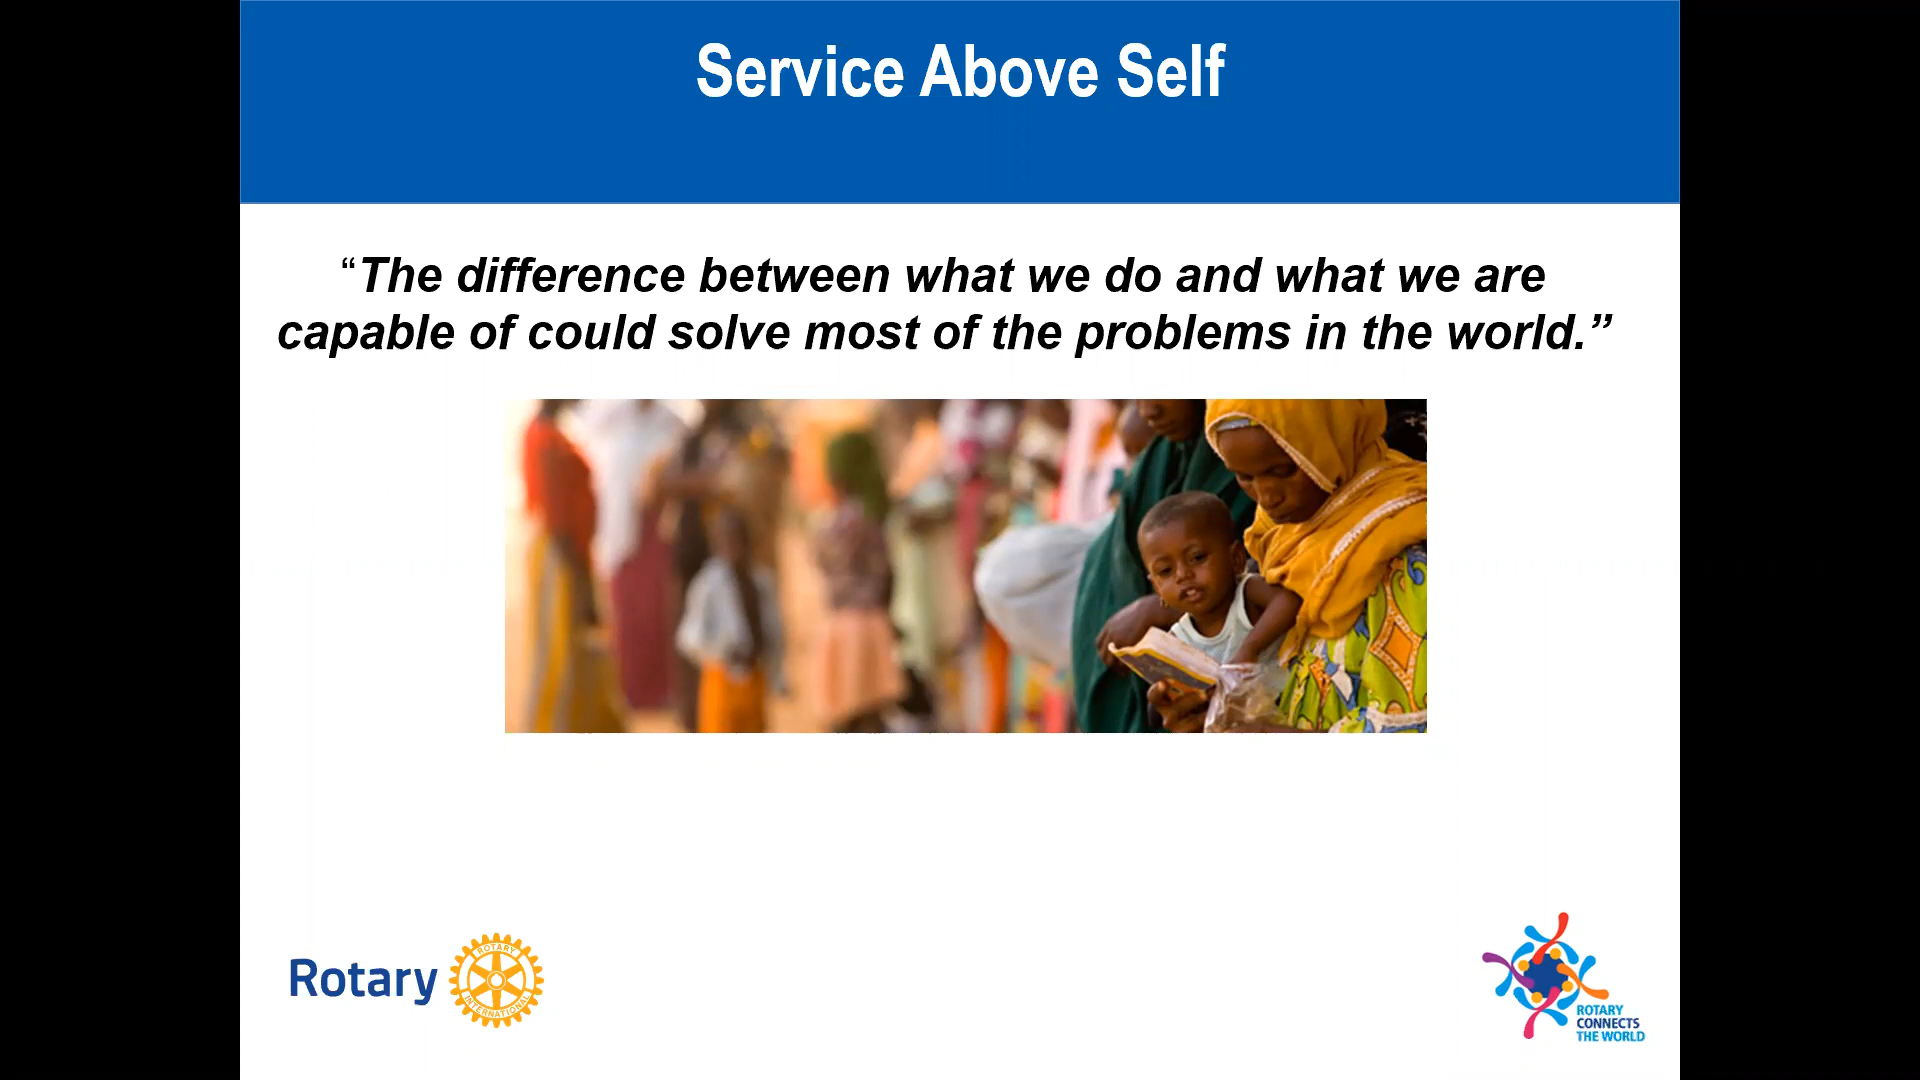 Service Above Self
“The difference between what we do and what we are
capable of could solve most of the problems in the world.”
Rotary
ROTARY
INTERNATIONAL
ROTARY
CONNECTS
THE WORLD